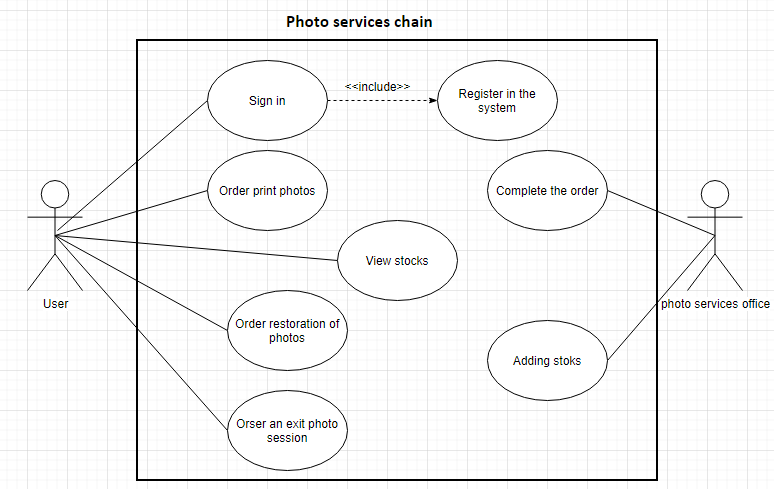 Photo services chain
<<include>>
Sign in
Register in the
system
Order print photos
Complete the order
View stocks
User
photo services office
Order restoration of
photos
Adding stoks
Orser an exit photo
session